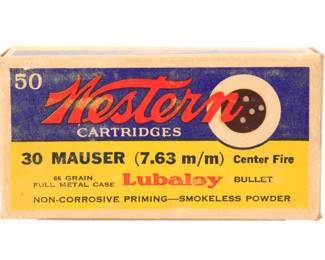 50
Western
CARTRIDGES
30 MAUSER (7.63 m/m) Center Fire
86 GRAIN
FULL METAL CASE Lubaloy BULLET
NON-CORROSIVE PRIMING—SMOKELESS POWDER